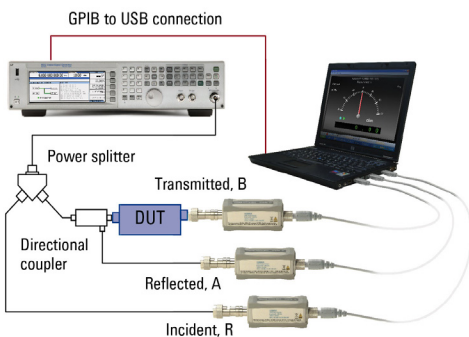 GPIB to USB connection
Power splitter
Transmitted, B
DUT
Directional
coupler
Reflected, A
Incident, R